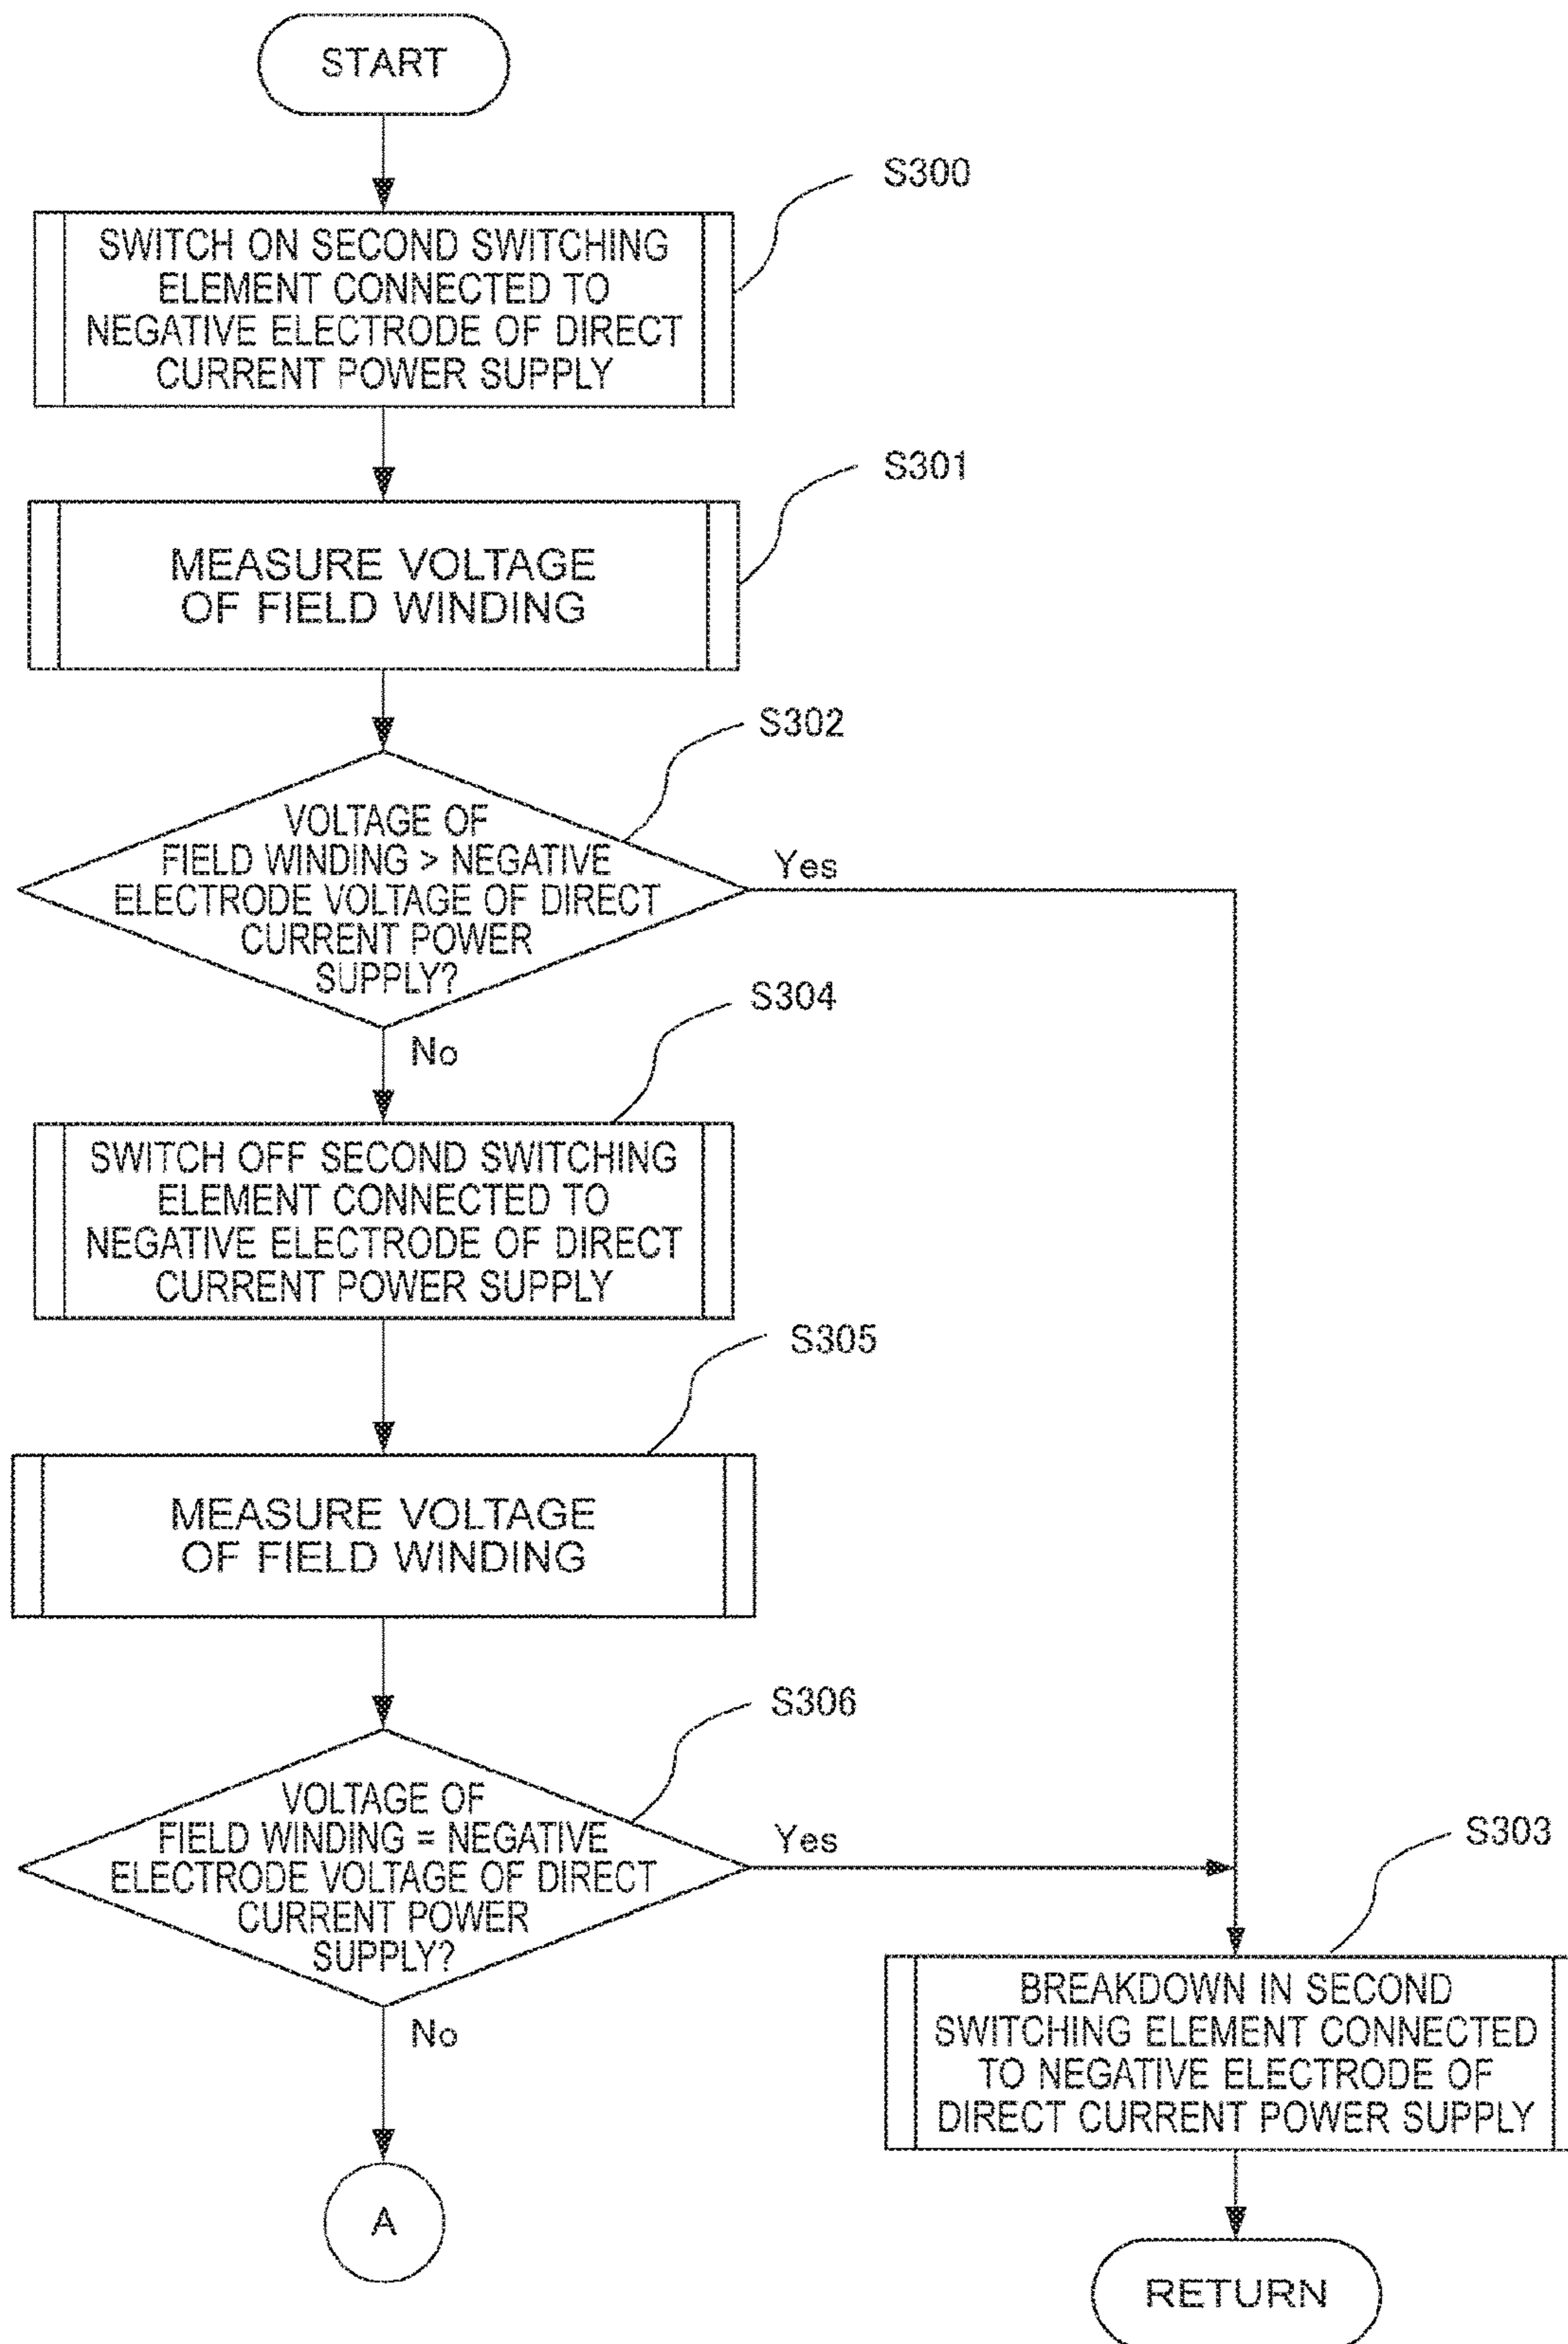 START
S300
SWITCH ON SECOND SWITCHING
ELEMENT CONNECTED TO
NEGATIVE ELECTRODE OF DIRECT
CURRENT POWER SUPPLY
S301
MEASURE VOLTAGE
OF FIELD WINDING
S302
VOLTAGE OF
FIELD WINDING > NEGATIVE
ELECTRODE VOLTAGE OF DIRECT
CURRENT POWER
SUPPLY?
Yes
No
S304
SWITCH OFF SECOND SWITCHING
ELEMENT CONNECTED TO
NEGATIVE ELECTRODE OF DIRECT
CURRENT POWER SUPPLY
S305
MEASURE VOLTAGE
OF FIELD WINDING
S306
VOLTAGE OF
FIELD WINDING = NEGATIVE
ELECTRODE VOLTAGE OF DIRECT
CURRENT POWER
SUPPLY?
Yes
No
S303
BREAKDOWN IN SECOND
SWITCHING ELEMENT CONNECTED
TO NEGATIVE ELECTRODE OF
DIRECT CURRENT POWER SUPPLY
A
RETURN